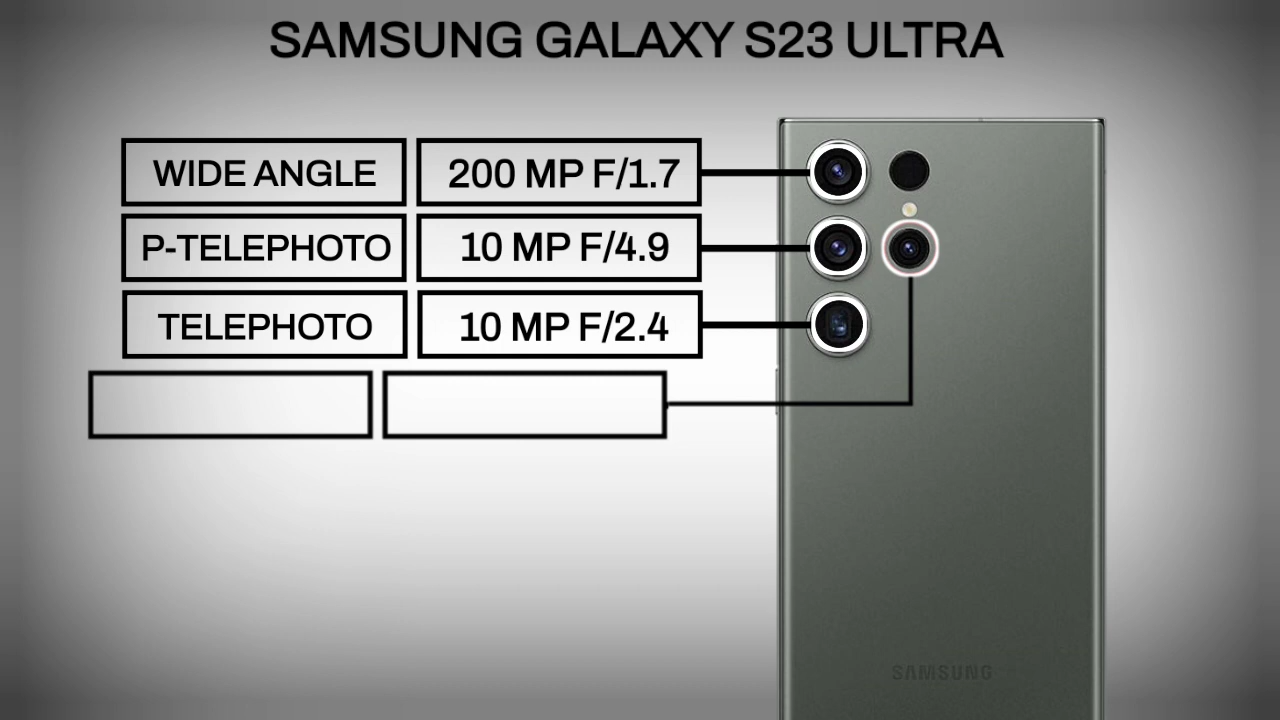 SAMSUNG GALAXY S23 ULTRA
WIDE ANGLE 200 MP F/1.7
P-TELEPHOTO 10 MP F/4.9
TELEPHOTO 10 MP F/2.4
SAMSUNG